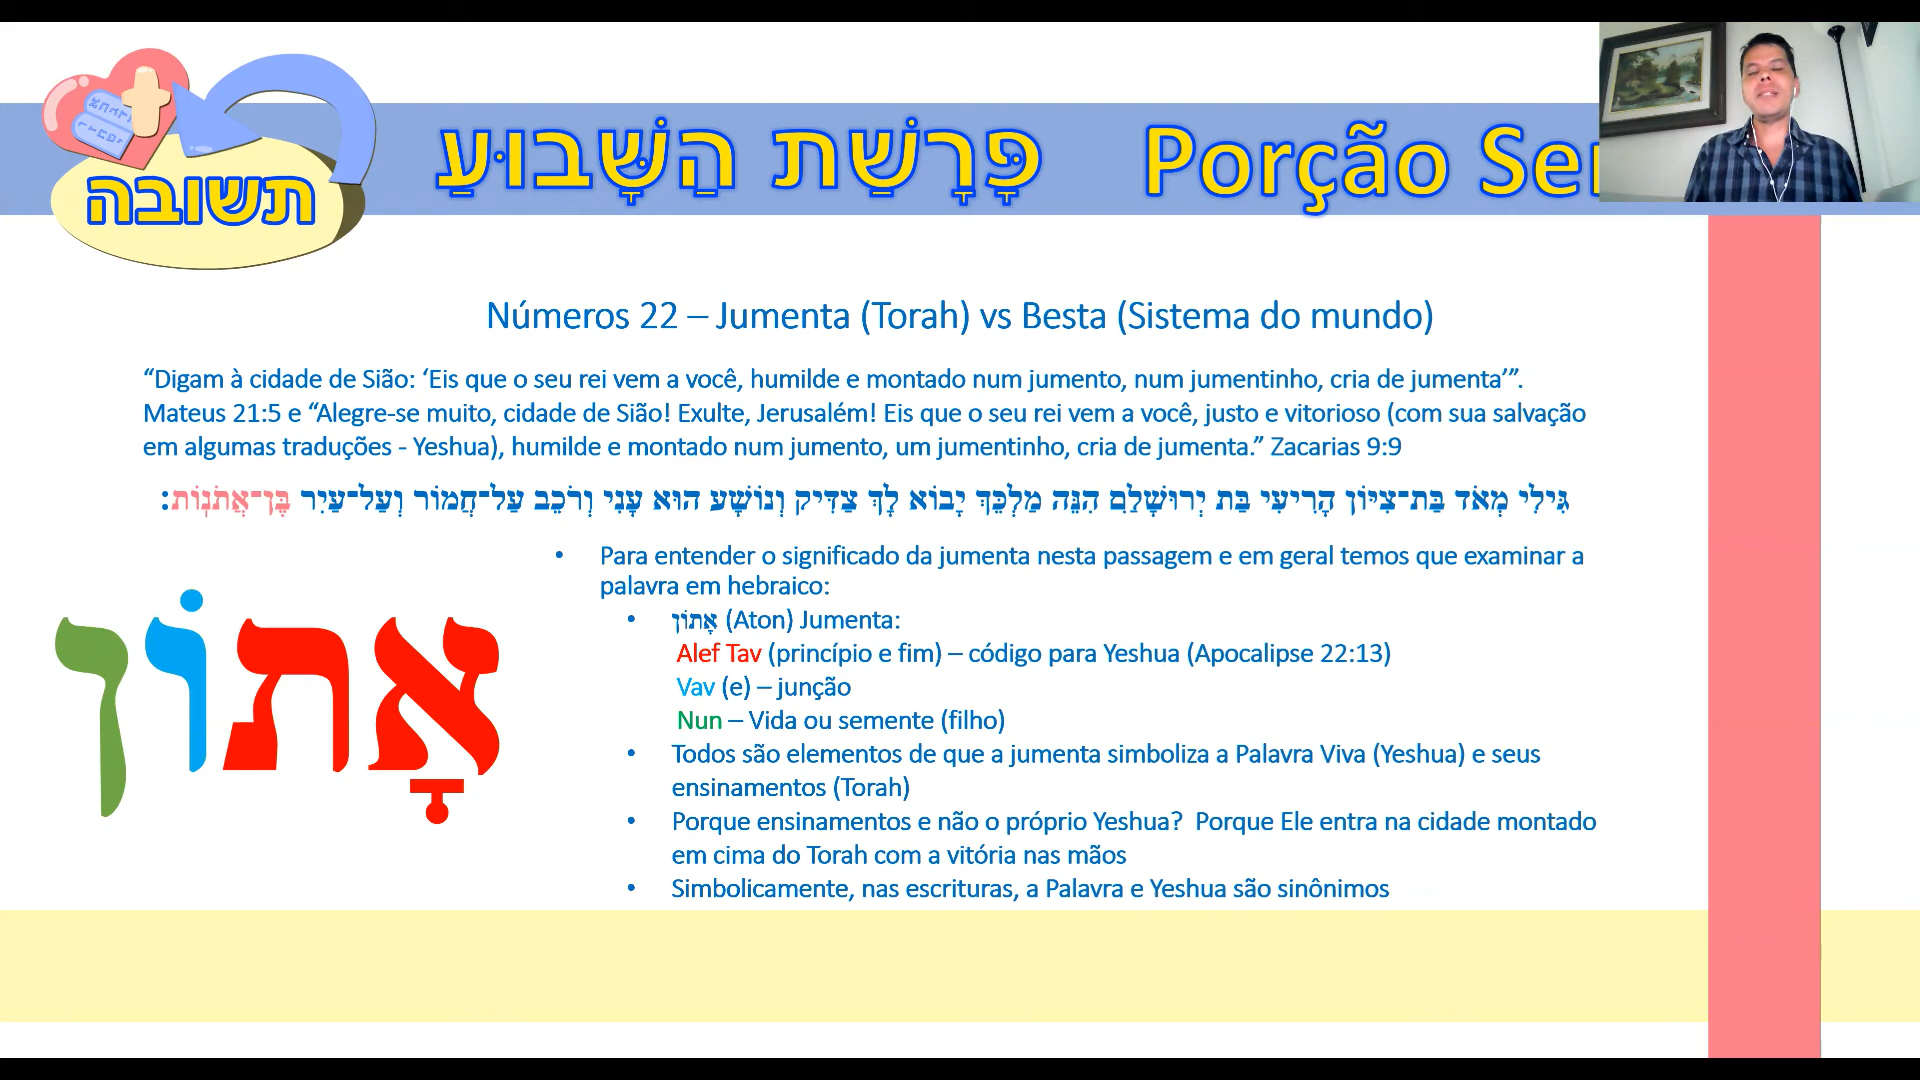 תשובה
פָּרָשַׁת הַשָּׁבוּעַ Porção Se
Números 22 – Jumenta (Torah) vs Besta (Sistema do mundo)
“Digam à cidade de Sião: ‘Eis que o seu rei vem a você, humilde e montado num jumento, num jumentinho, cria de jumenta’”.
Mateus 21:5 e “Alegre-se muito, cidade de Sião! Exulte, Jerusalém! Eis que o seu rei vem a você, justo e vitorioso (com sua salvação
em algumas traduções - Yeshua), humilde e montado num jumento, um jumentinho, cria de jumenta.” Zacarias 9:9
גִּילִי מְאֹד בַּת־צִיּוֹן הָרִיעִי בַּת יְרוּשָׁלִַם הִנֵּה מַלְכֵּךְ יָבוֹא לָךְ צַדִּיק וְנוֹשָׁע הוּא עָנִי וְרֹכֵב עַל־חֲמוֹר וְעַל־עַיִר בֶּן־אֲתֹנוֹת׃
• Para entender o significado da jumenta nesta passagem e em geral temos que examinar a
palavra em hebraico:
אָתוֹן
• אָתוֹן (Aton) Jumenta:
Alef Tav (princípio e fim) – código para Yeshua (Apocalipse 22:13)
Vav (e) – junção
Nun – Vida ou semente (filho)
• Todos são elementos de que a jumenta simboliza a Palavra Viva (Yeshua) e seus
ensinamentos (Torah)
• Porque ensinamentos e não o próprio Yeshua? Porque Ele entra na cidade montado
em cima do Torah com a vitória nas mãos
• Simbolicamente, nas escrituras, a Palavra e Yeshua são sinônimos